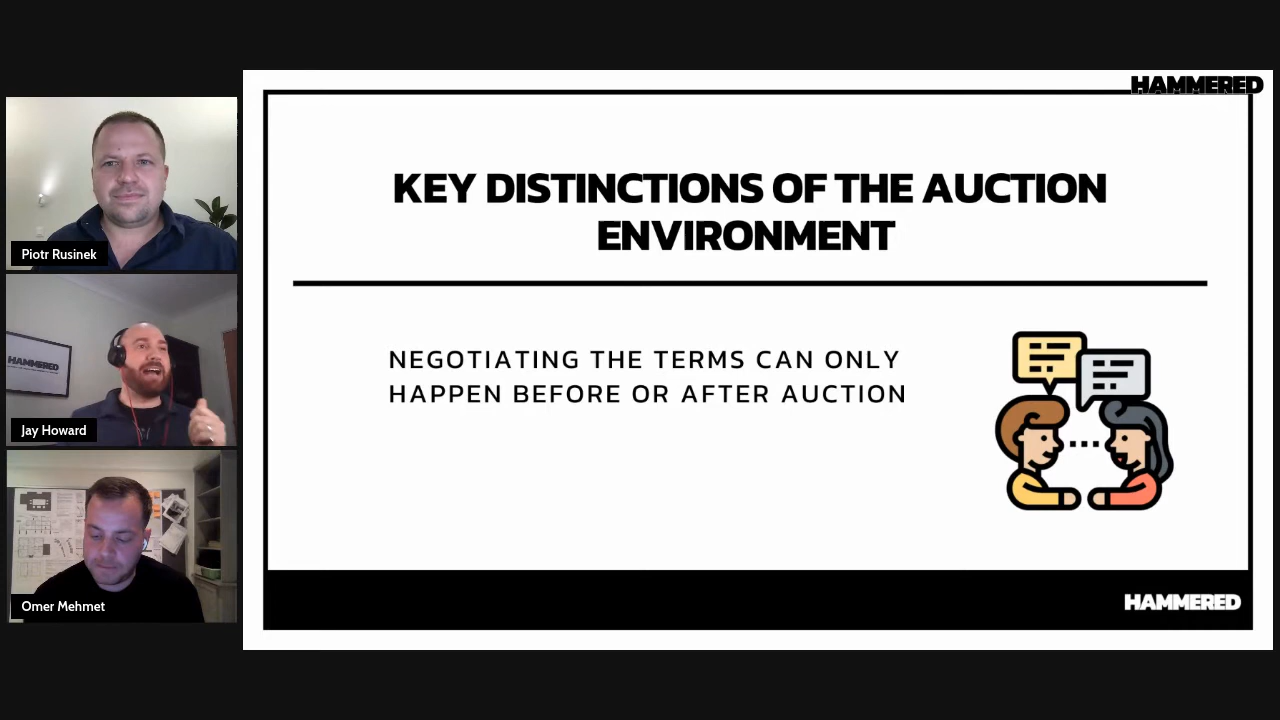 HAMMERED
KEY DISTINCTIONS OF THE AUCTION
ENVIRONMENT
NEGOTIATING THE TERMS CAN ONLY
HAPPEN BEFORE OR AFTER AUCTION
HAMMERED
Piotr Rusinek
HAMMERED
Jay Howard
Omer Mehmet